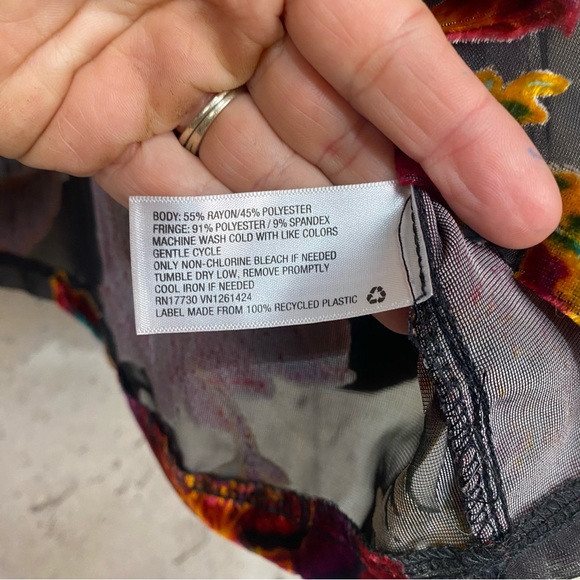 BODY: 55% RAYON/45% POLYESTER
FRINGE: 91% POLYESTER / 9% SPANDEX
MACHINE WASH COLD WITH LIKE COLORS
GENTLE CYCLE
ONLY NON-CHLORINE BLEACH IF NEEDED
TUMBLE DRY LOW, REMOVE PROMPTLY
COOL IRON IF NEEDED
RN17730 VN1261424
LABEL MADE FROM 100% RECYCLED PLASTIC